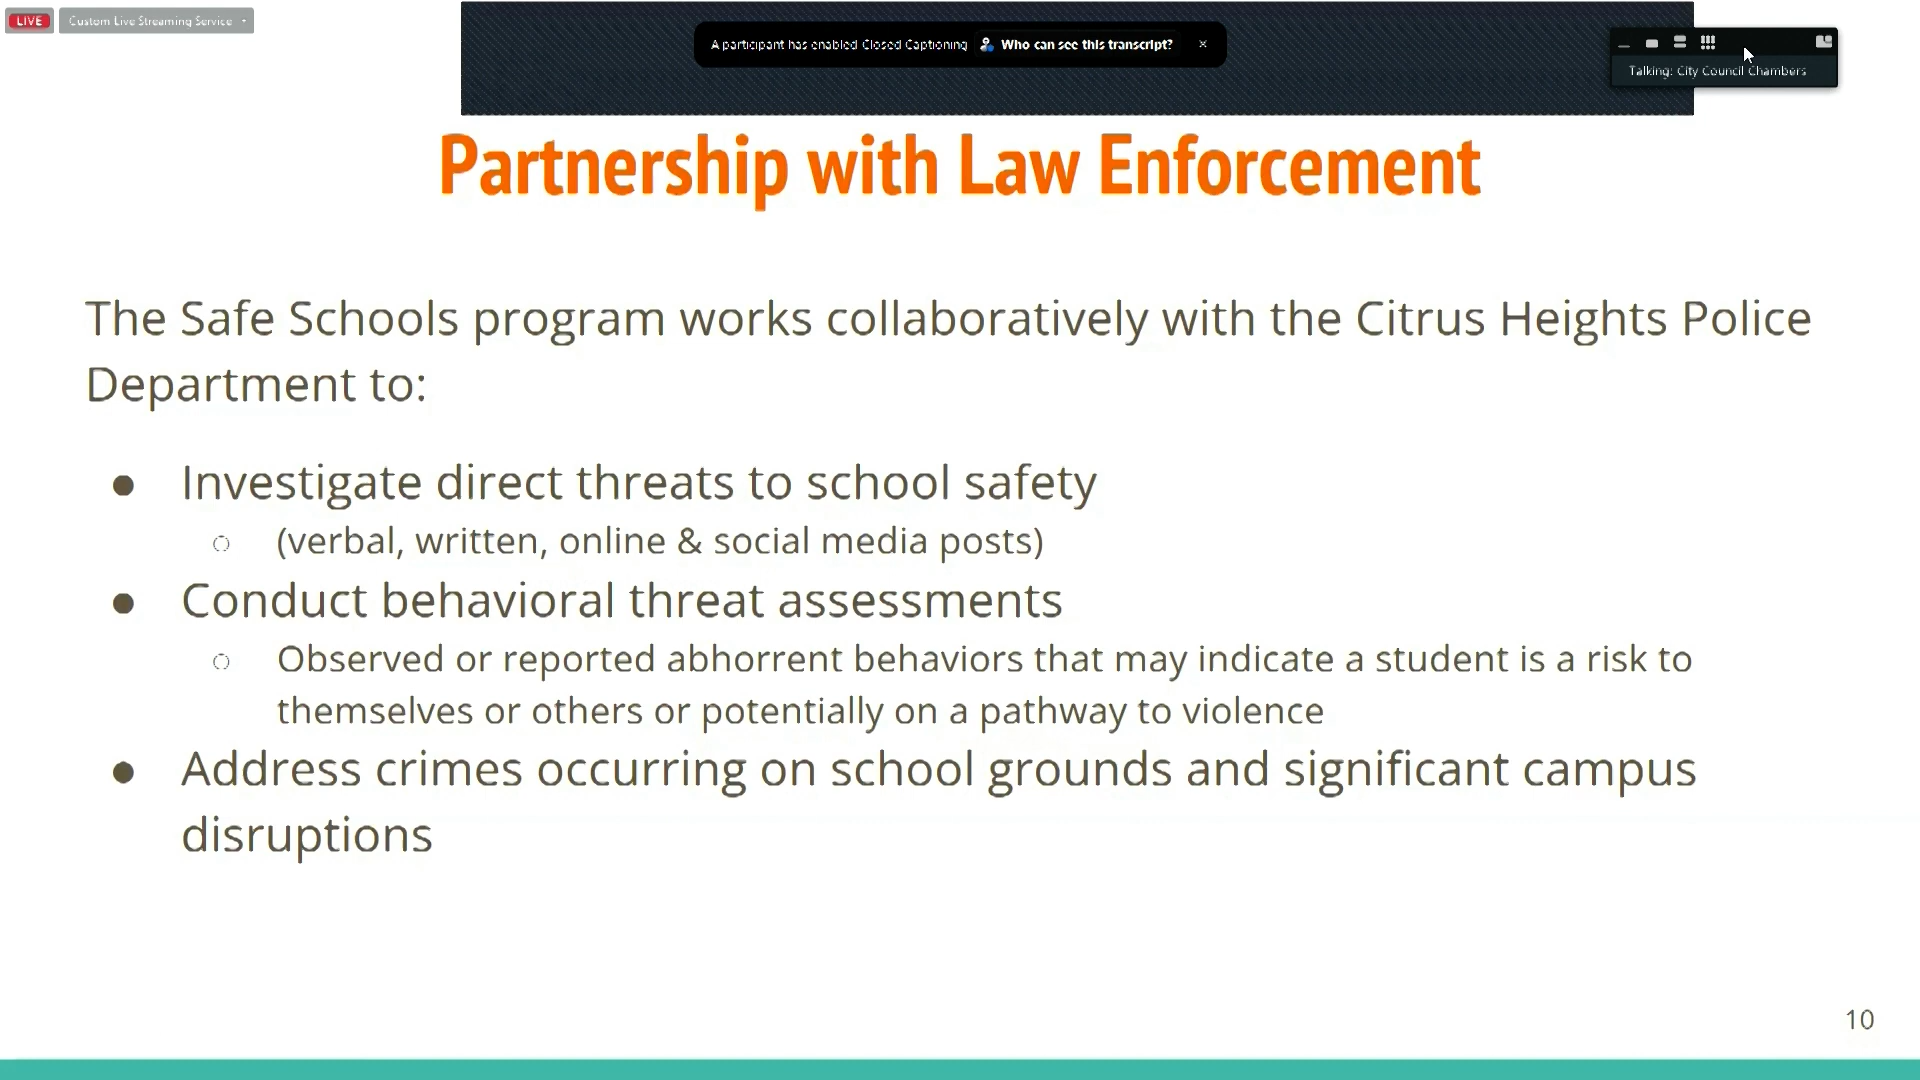 LIVE
Custom Live Streaming Service
A participant has enabled Closed Captioning Who can see this transcript?
Talking: City Council Chambers
Partnership with Law Enforcement
The Safe Schools program works collaboratively with the Citrus Heights Police
Department to:
● Investigate direct threats to school safety
○ (verbal, written, online & social media posts)
● Conduct behavioral threat assessments
○ Observed or reported abhorrent behaviors that may indicate a student is a risk to
themselves or others or potentially on a pathway to violence
● Address crimes occurring on school grounds and significant campus
disruptions
10